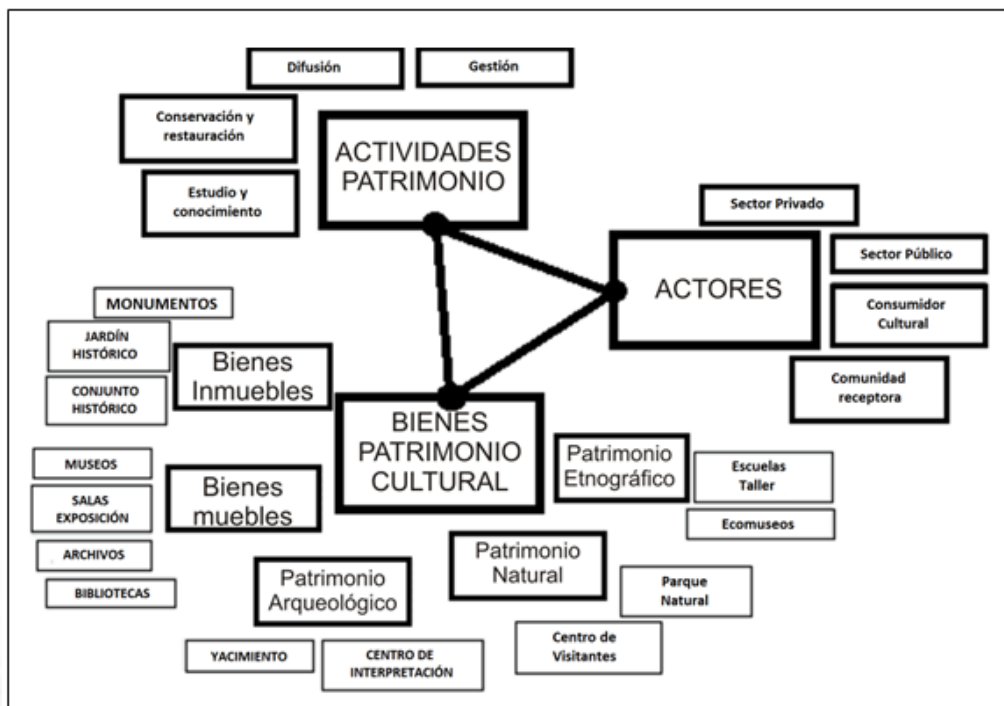 Difusión
Gestión
Conservación y
restauración
ACTIVIDADES
PATRIMONIO
Estudio y
conocimiento
Sector Privado
Sector Público
ACTORES
Consumidor
Cultural
Comunidad
receptora
MONUMENTOS
JARDÍN
HISTÓRICO
Bienes
Inmuebles
CONJUNTO
HISTÓRICO
BIENES
PATRIMONIO
CULTURAL
Patrimonio
Etnográfico
Escuelas
Taller
Ecomuseos
MUSEOS
SALAS
EXPOSICIÓN
Bienes
muebles
ARCHIVOS
BIBLIOTECAS
Patrimonio
Arqueológico
Patrimonio
Natural
Parque
Natural
YACIMIENTO
CENTRO DE
INTERPRETACIÓN
Centro de
Visitantes